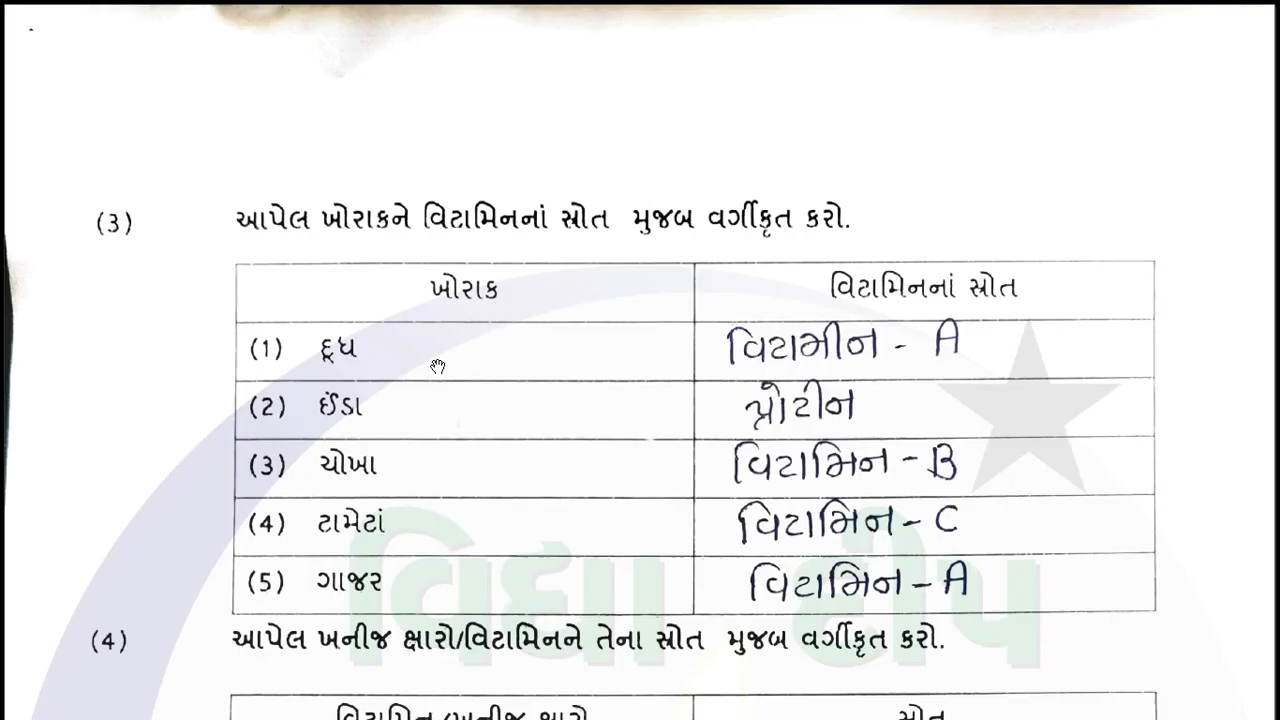 (3) આપેલ ખોરાકને વિટામિનનાં સ્રોત મુજબ વર્ગીકૃત કરો.
ખોરાક વિટામિનનાં સ્રોત
(1) દૂધ વિટામીન - A
(2) ઈંડા પ્રોટીન
(3) ચોખા વિટામિન - B
(4) ટામેટાં વિટામિન - C
(5) ગાજર વિટામિન - A
વિદ્યા દીપ
(4) આપેલ ખનીજ ક્ષારો/વિટામિનને તેના સ્રોત મુજબ વર્ગીકૃત કરો.
વિટામિન/ખનીજ ક્ષારો સ્રોત